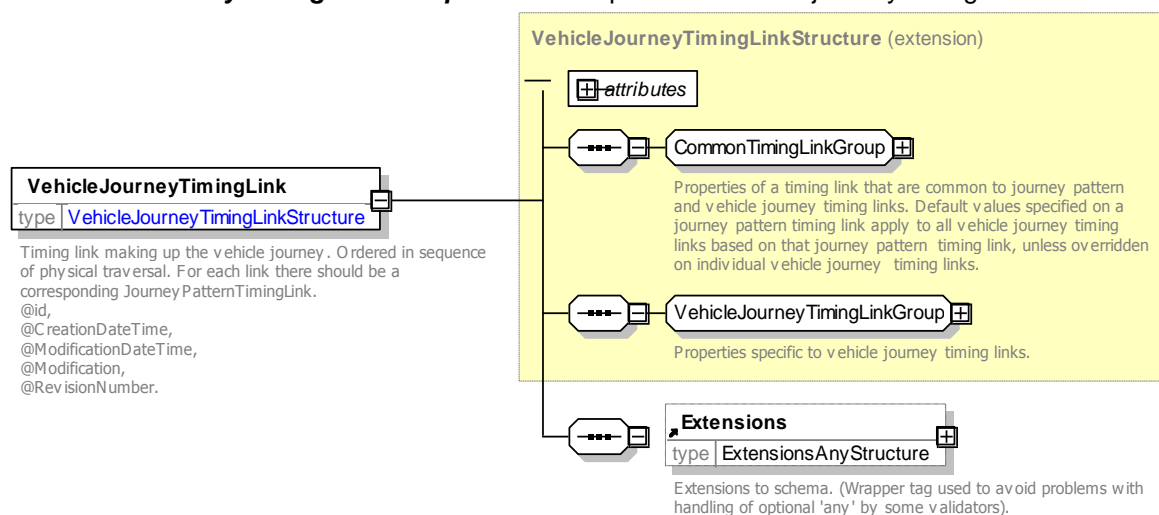 VehicleJourneyTimingLinkStructure (extension)
attributes
CommonTimingLinkGroup
Properties of a timing link that are common to journey pattern
and vehicle journey timing links. Default values specified on a
journey pattern timing link apply to all vehicle journey timing
links based on that journey pattern timing link, unless overridden
on individual vehicle journey timing links.
VehicleJourneyTimingLink
type VehicleJourneyTimingLinkStructure
Timing link making up the vehicle journey. Ordered in sequence
of physical traversal. For each link there should be a
corresponding JourneyPatternTimingLink.
@id,
@CreationDateTime,
@ModificationDateTime,
@Modification,
@RevisionNumber.
VehicleJourneyTimingLinkGroup
Properties specific to vehicle journey timing links.
Extensions
type ExtensionsAnyStructure
Extensions to schema. (Wrapper tag used to avoid problems with
handling of optional 'any' by some validators).